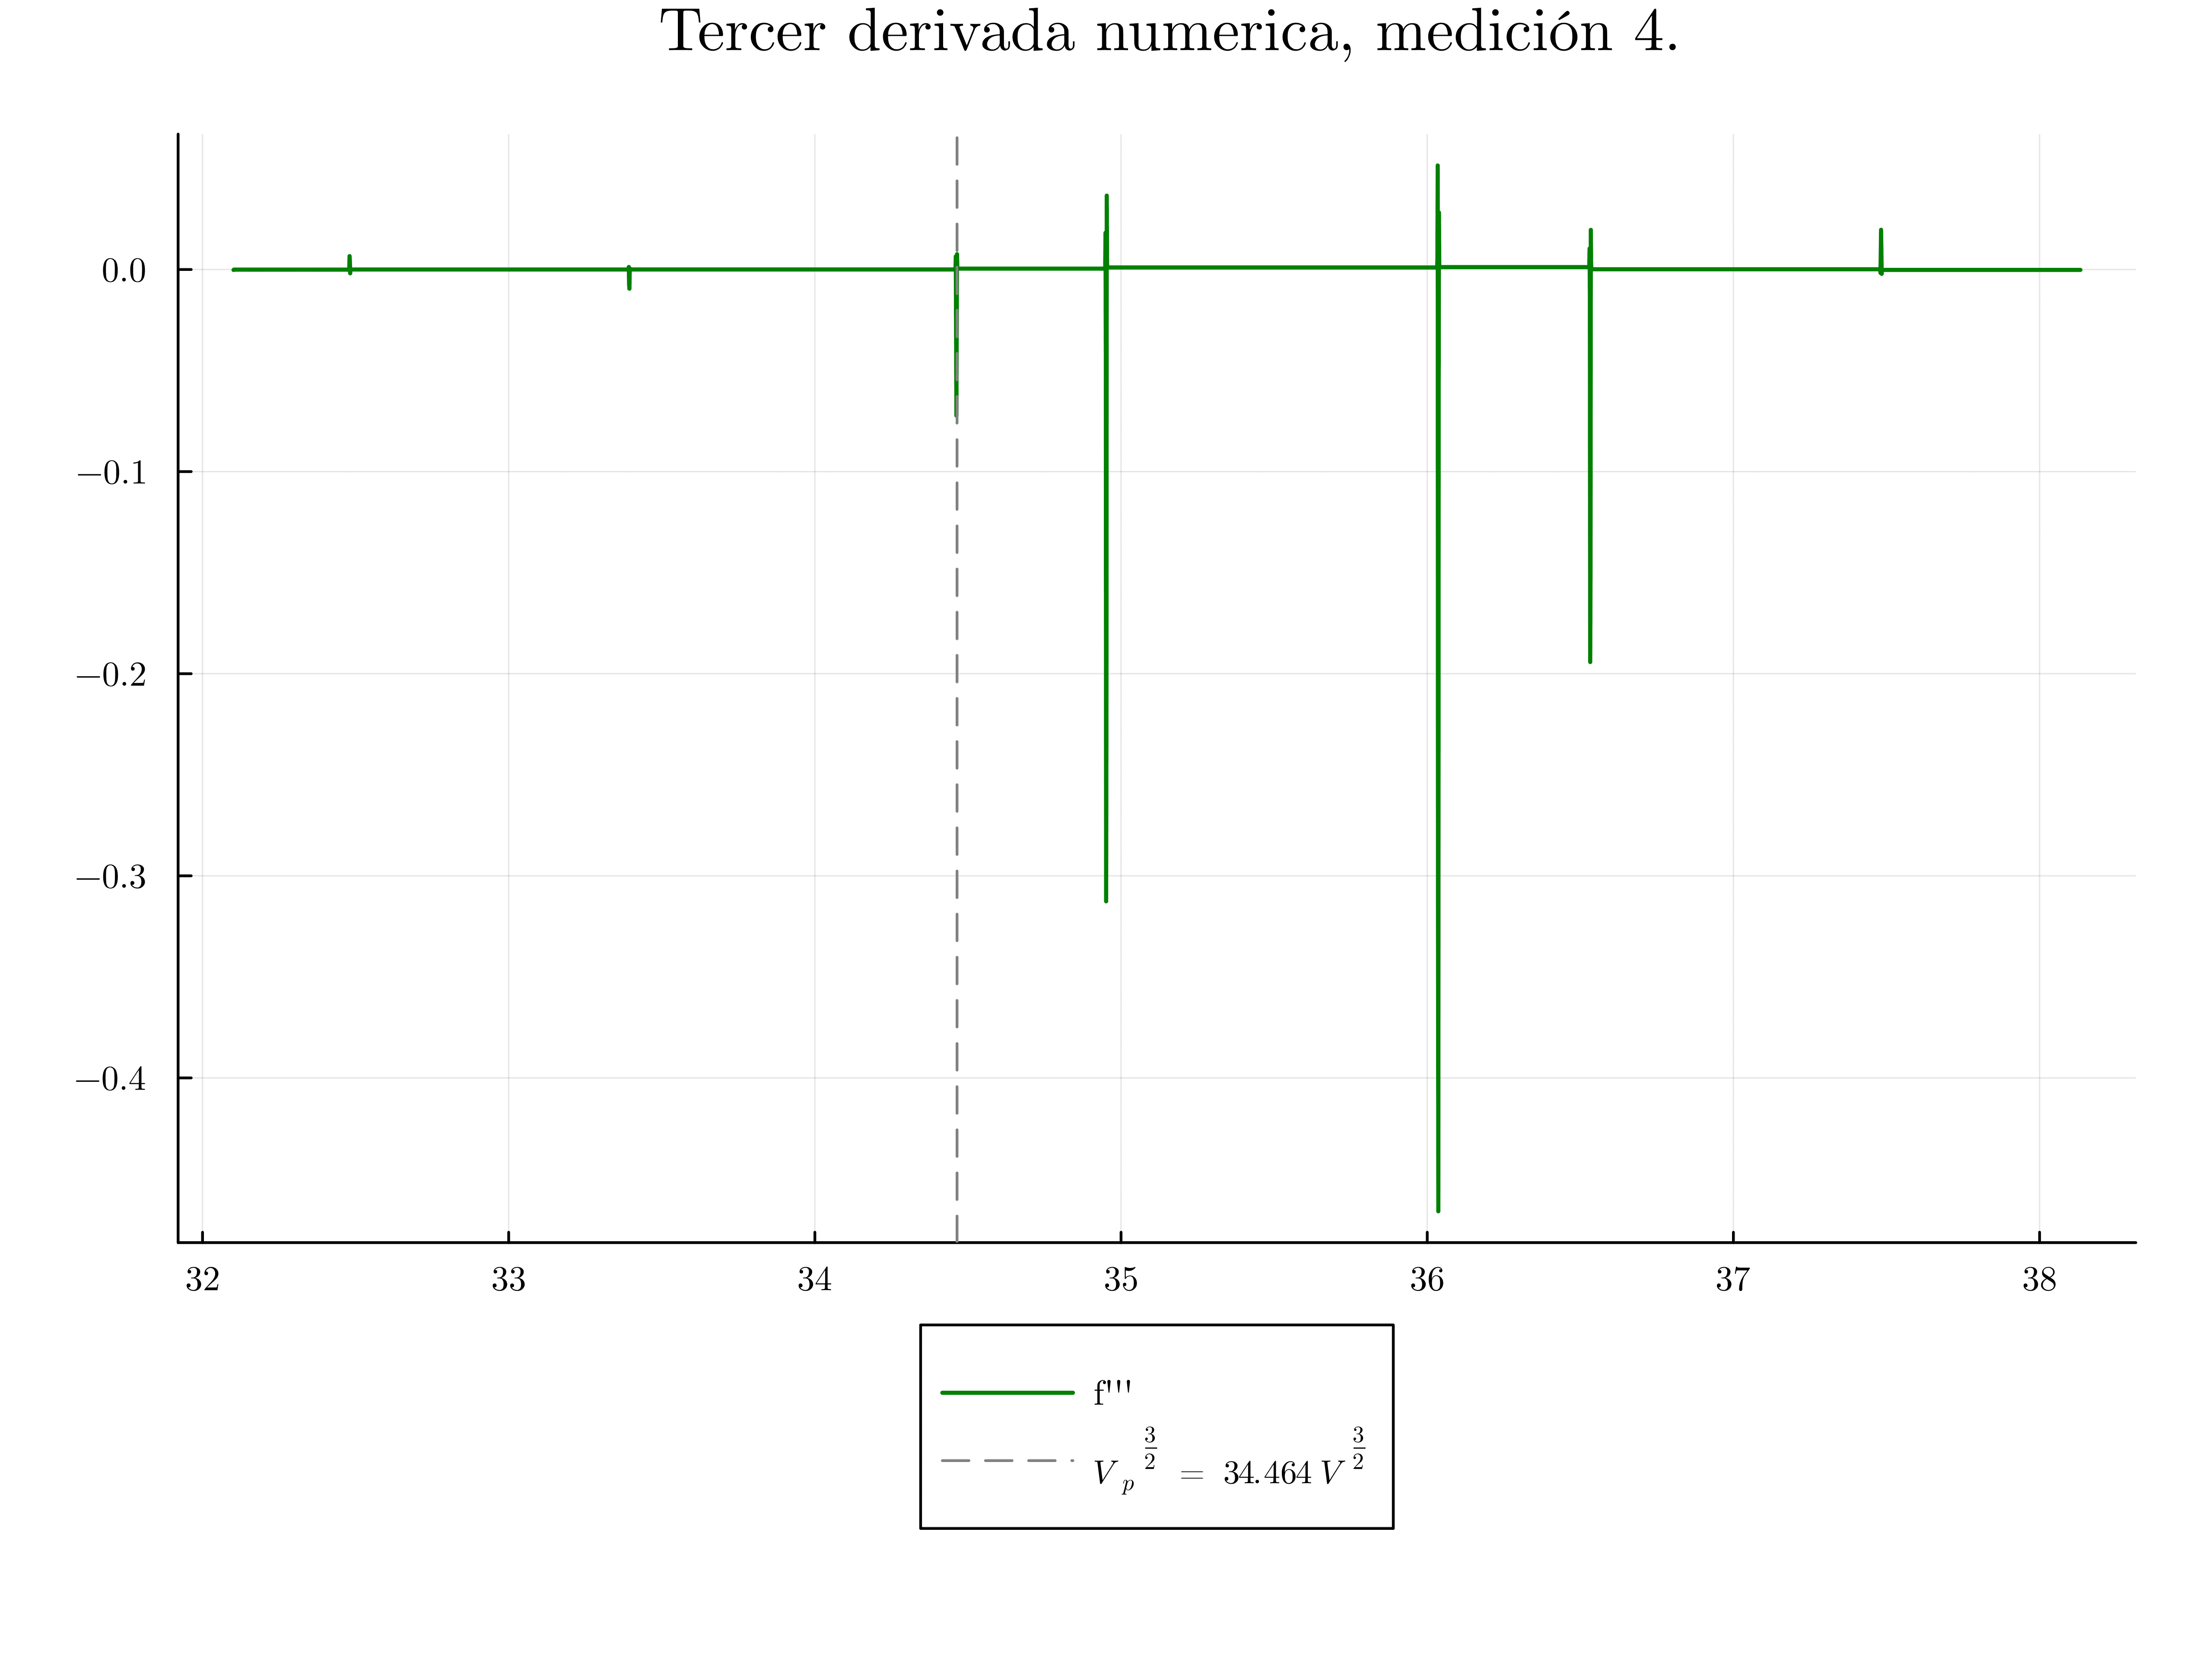 Tercer derivada numerica, medición 4.
0.0
−0.1
−0.2
−0.3
−0.4
32 33 34 35 36 37 38
f'''
V_p^{3/2} = 34.464 V^{3/2}